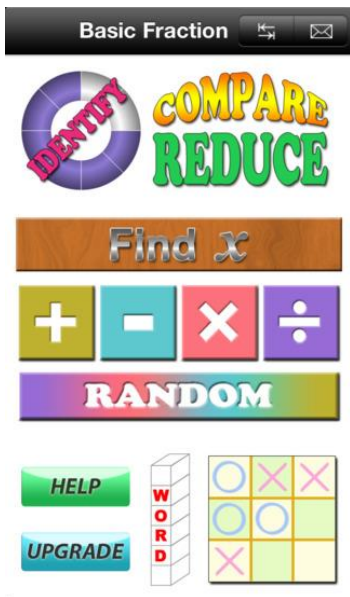 Basic Fraction
IDENTIFY
COMPARE
REDUCE
Find x
+ - × ÷
RANDOM
HELP
WORD
UPGRADE
O X X
O O
X